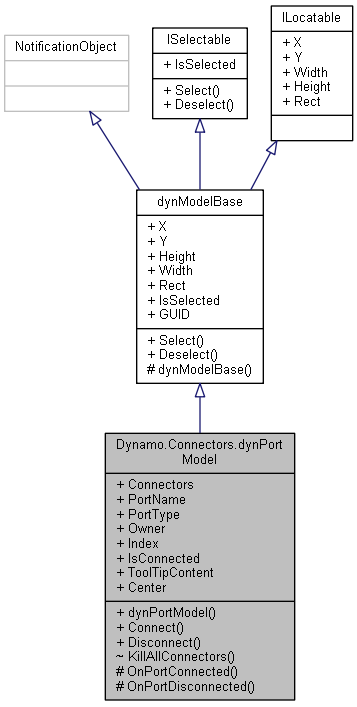 NotificationObject
ISelectable
+ IsSelected
+ Select()
+ Deselect()
ILocatable
+ X
+ Y
+ Width
+ Height
+ Rect
dynModelBase
+ X
+ Y
+ Height
+ Width
+ Rect
+ IsSelected
+ GUID
+ Select()
+ Deselect()
# dynModelBase()
Dynamo.Connectors.dynPort
Model
+ Connectors
+ PortName
+ PortType
+ Owner
+ Index
+ IsConnected
+ ToolTipContent
+ Center
+ dynPortModel()
+ Connect()
+ Disconnect()
~ KillAllConnectors()
# OnPortConnected()
# OnPortDisconnected()